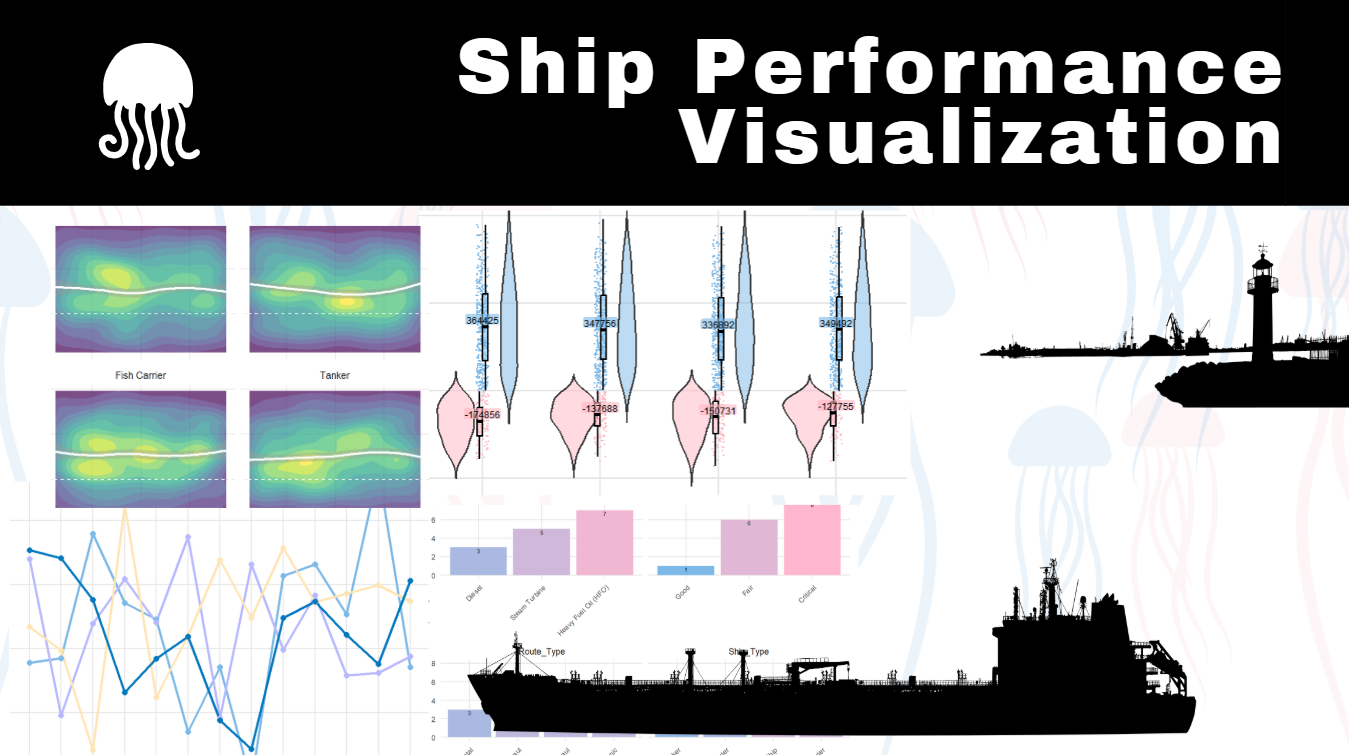 Ship Performance
Visualization
Fish Carrier
Tanker
364425
347756
336892
349492
-174856
-137688
-150731
-127755
6
4
2
0
3
5
7
1
6
Diesel
Steam Turbine
Heavy Fuel Oil (HFO)
Good
Fair
Critical
Route_Type
Ship_Type
8
6
4
2
0
3